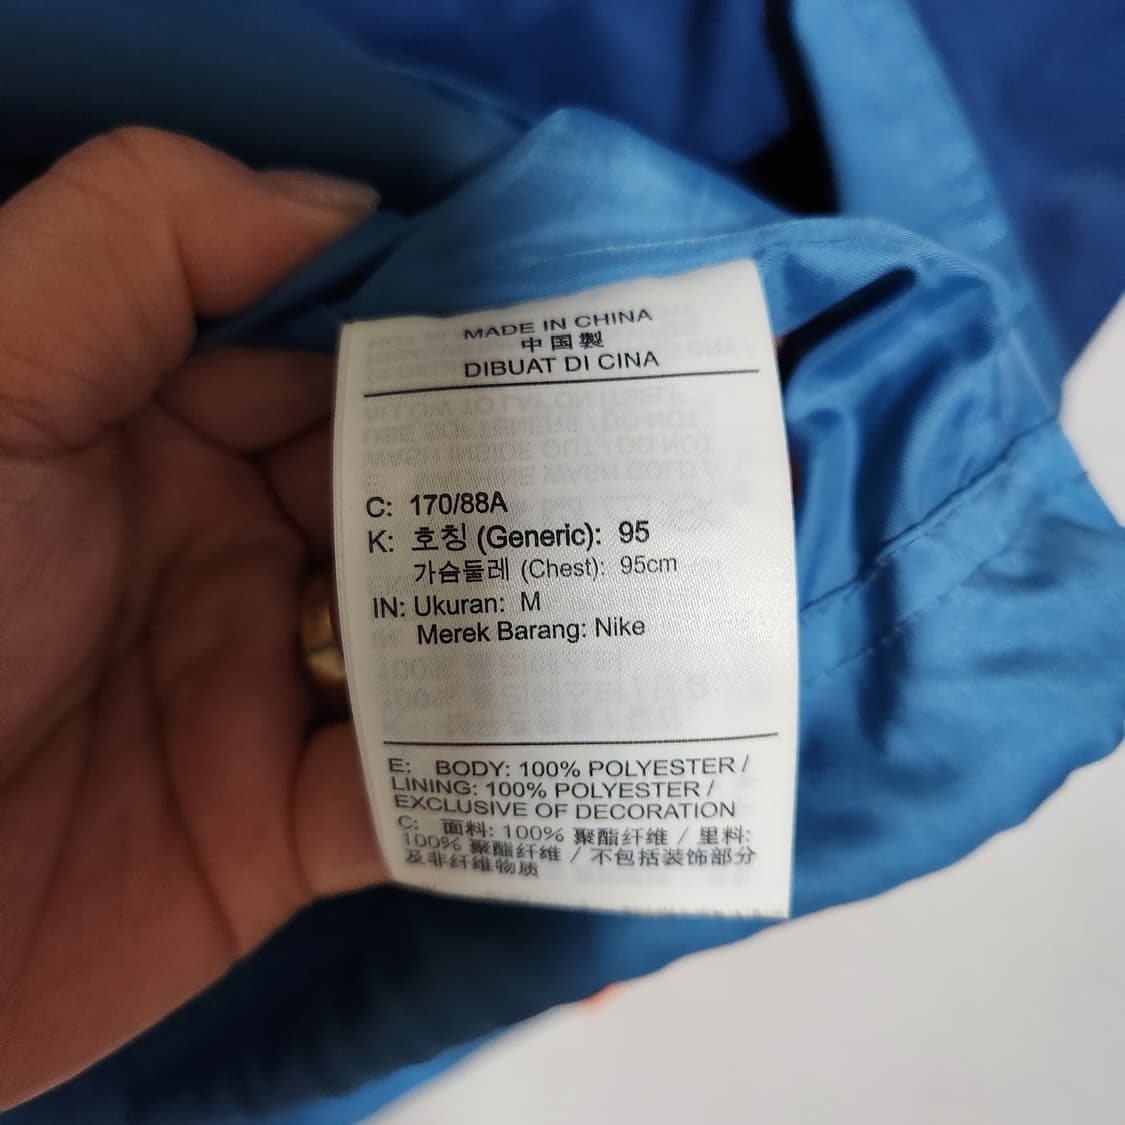 MADE IN CHINA
中国製
DIBUAT DI CINA
C: 170/88A
K: 호칭 (Generic): 95
가슴둘레 (Chest): 95cm
IN: Ukuran: M
Merek Barang: Nike
E: BODY: 100% POLYESTER /
LINING: 100% POLYESTER /
EXCLUSIVE OF DECORATION
C: 面料: 100% 聚酯纤维 / 里料:
100% 聚酯纤维 / 不包括装饰部分
及非纤维物质